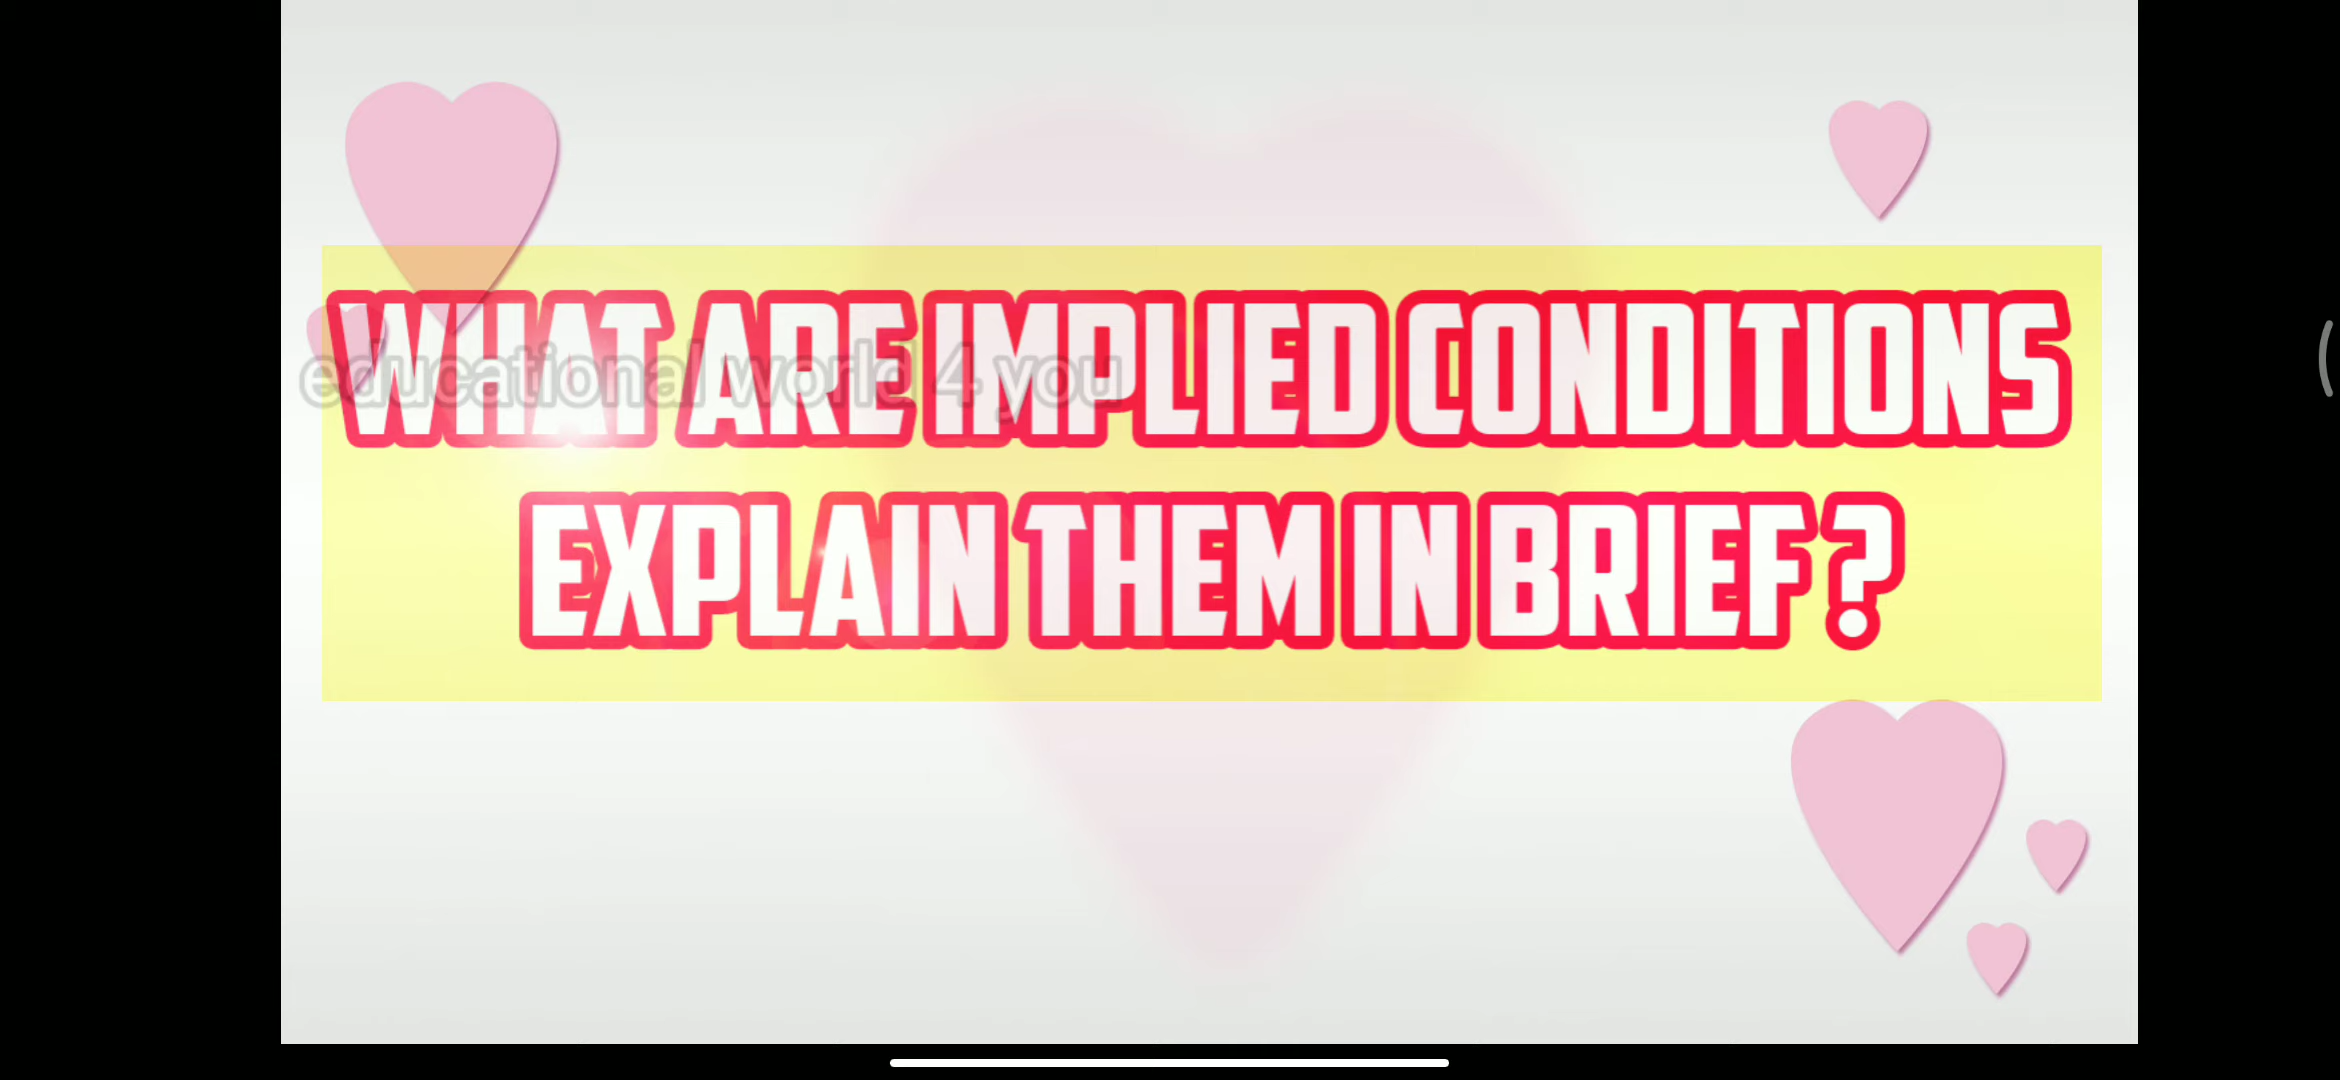 WHAT ARE IMPLIED CONDITIONS
educational world 4 you
EXPLAIN THEM IN BRIEF ?